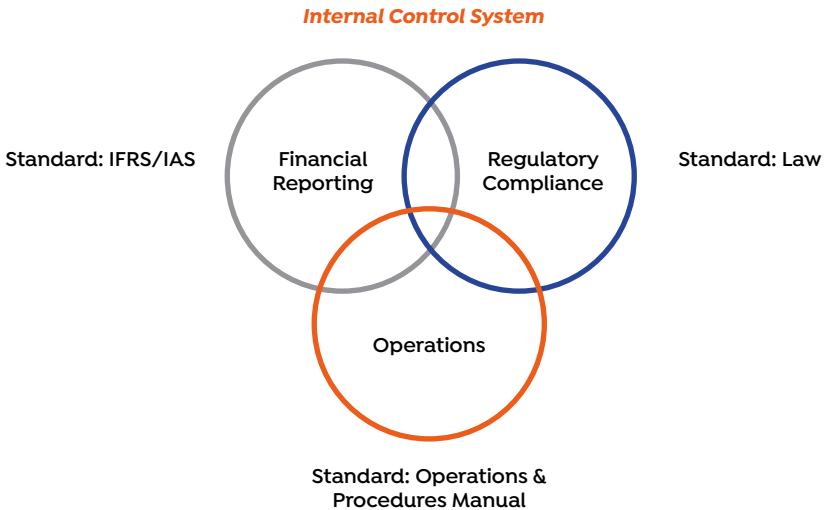 Internal Control System
Standard: IFRS/IAS
Financial
Reporting
Regulatory
Compliance
Standard: Law
Operations
Standard: Operations &
Procedures Manual